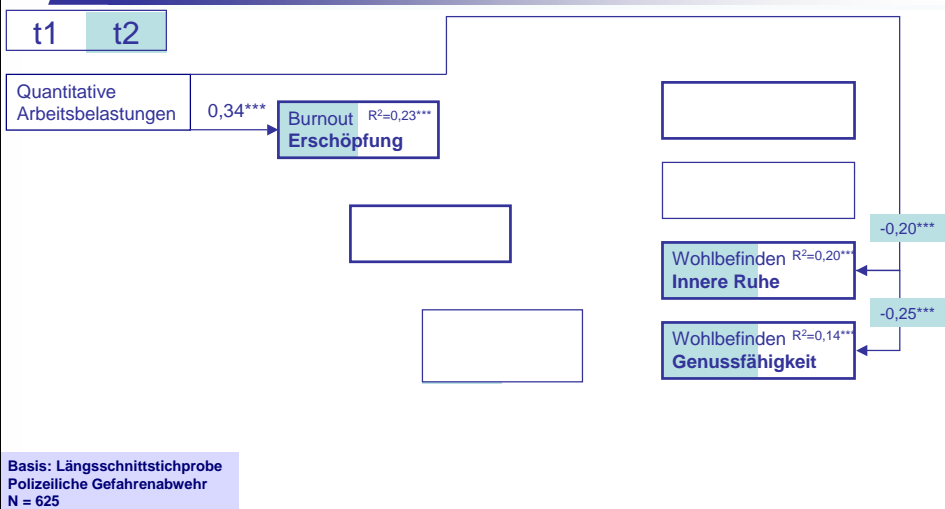 t1 t2
Quantitative
Arbeitsbelastungen
0,34***
Burnout R²=0,23***
Erschöpfung
-0,20***
Wohlbefinden R²=0,20***
Innere Ruhe
-0,25***
Wohlbefinden R²=0,14***
Genussfähigkeit
Basis: Längsschnittstichprobe
Polizeiliche Gefahrenabwehr
N = 625